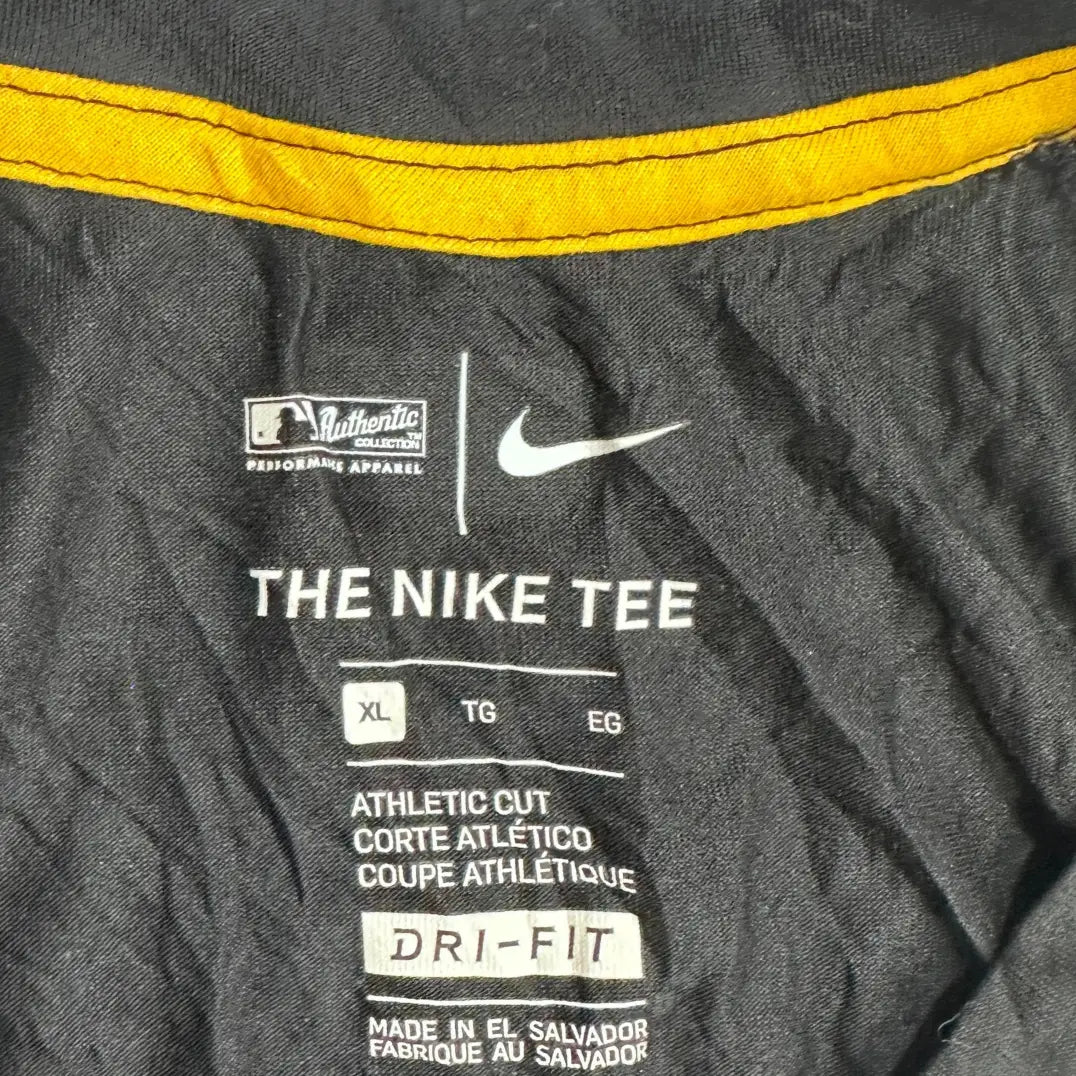 Authentic
COLLECTION™
PERFORMANCE APPAREL
THE NIKE TEE
XL TG EG
ATHLETIC CUT
CORTE ATLÉTICO
COUPE ATHLÉTIQUE
DRI-FIT
MADE IN EL SALVADOR
FABRIQUE AU SALVADOR